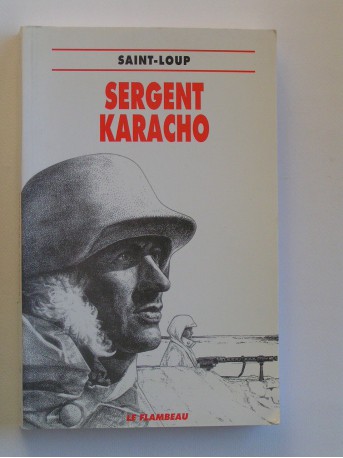 SAINT-LOUP
SERGENT
KARACHO
LE FLAMBEAU